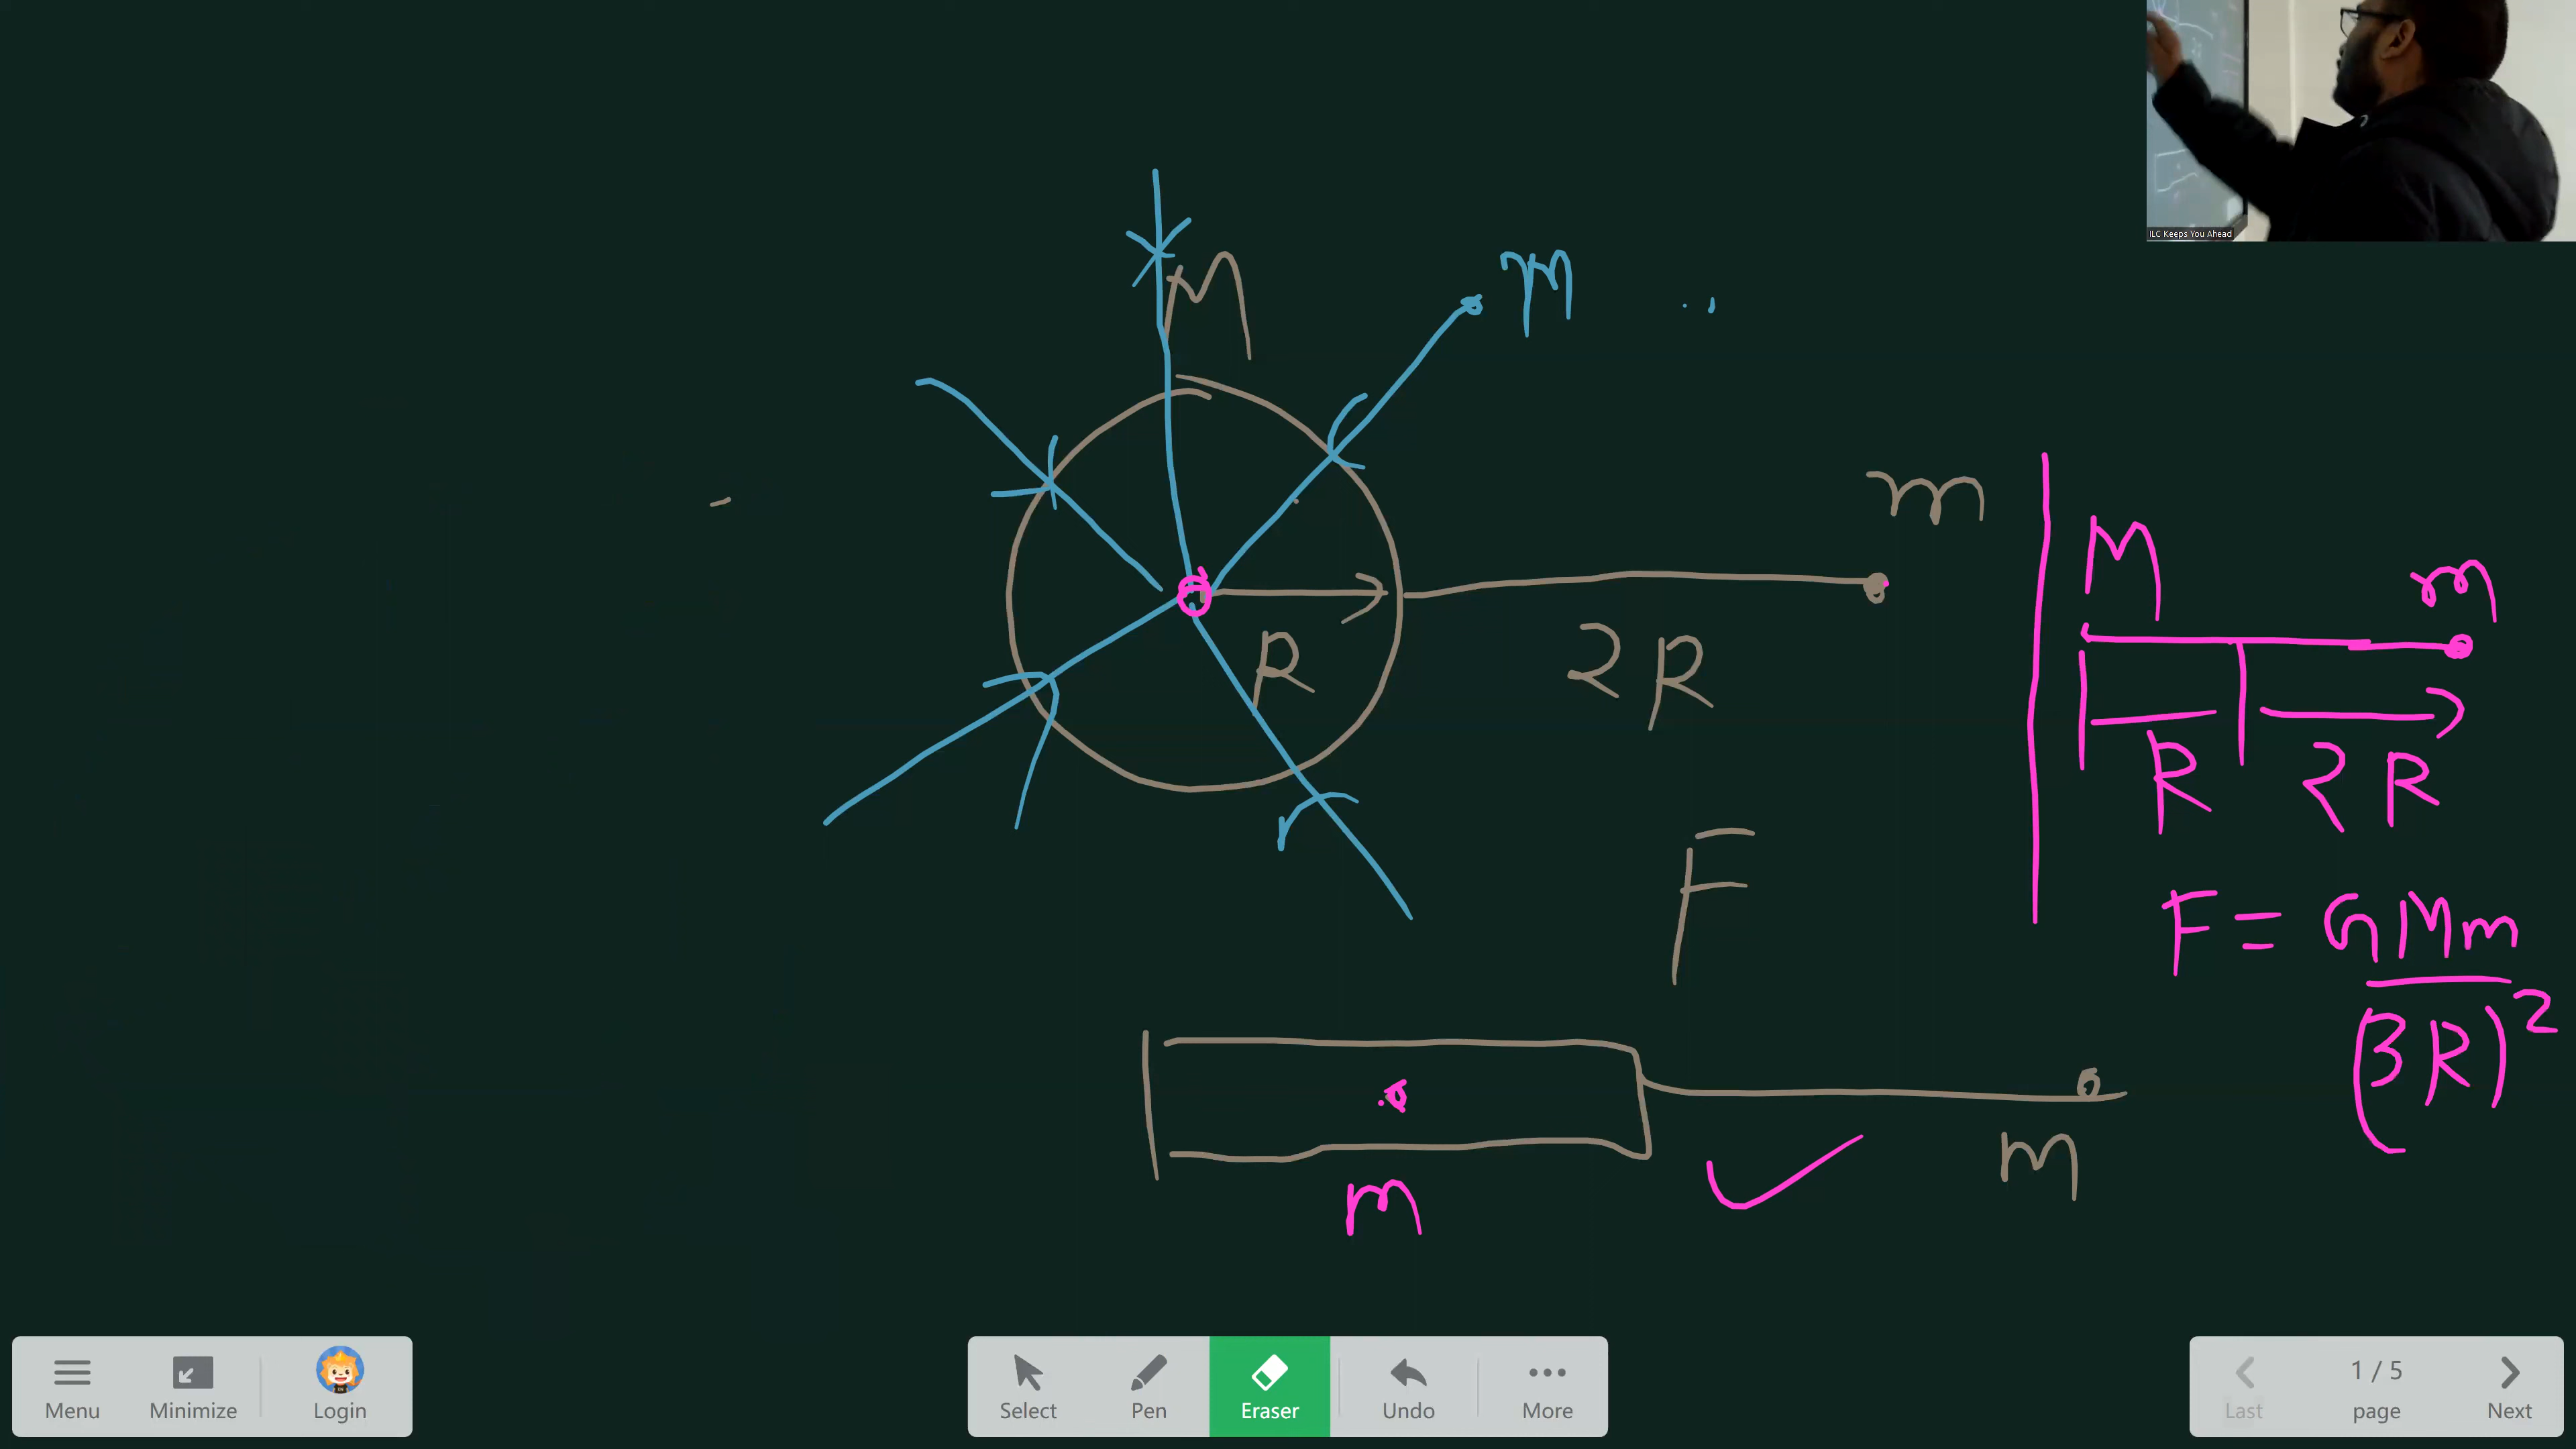 ILC Keeps You Ahead
M
m
m
R
2R
M
m
R
2R
F
F = GMm
(3R)²
m
m
Menu
Minimize
Login
Select
Pen
Eraser
Undo
More
Last
1 / 5
page
Next